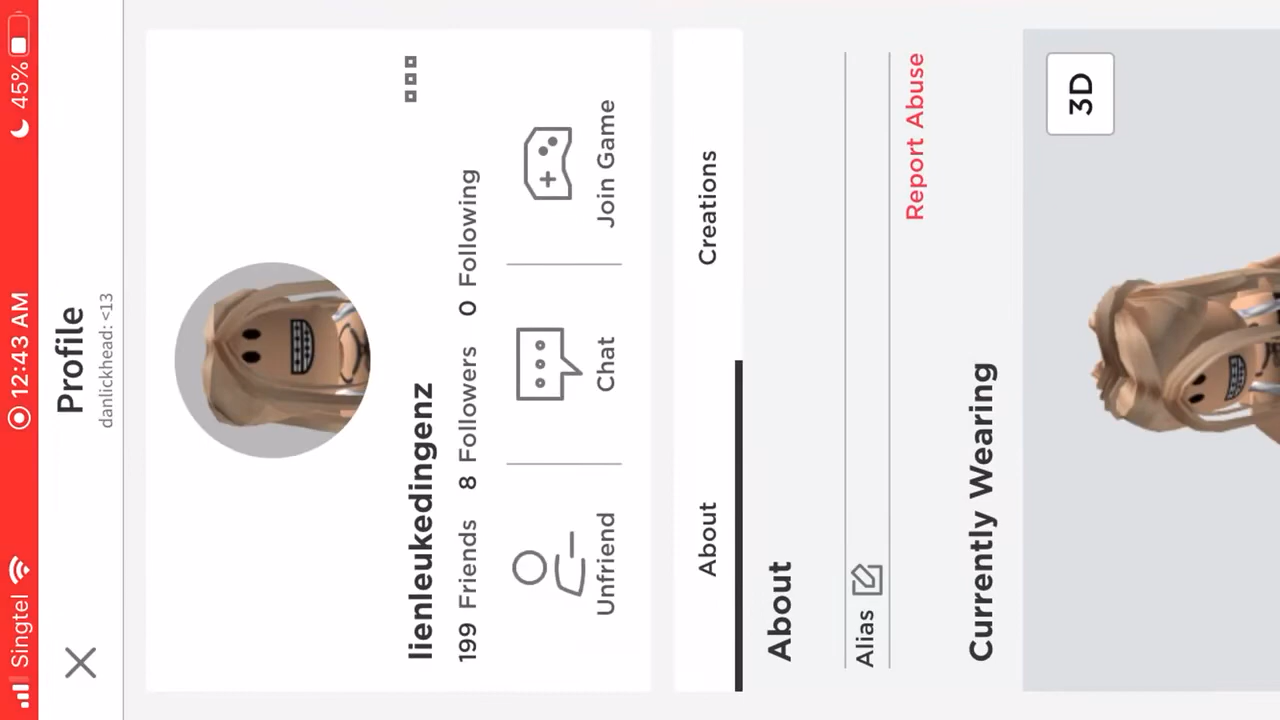 Singtel 12:43 AM 45%
Profile
danlickhead: <13
lienleukedingenz
199 Friends 8 Followers 0 Following
Unfriend Chat Join Game
About Creations
About
Alias
Report Abuse
Currently Wearing
3D